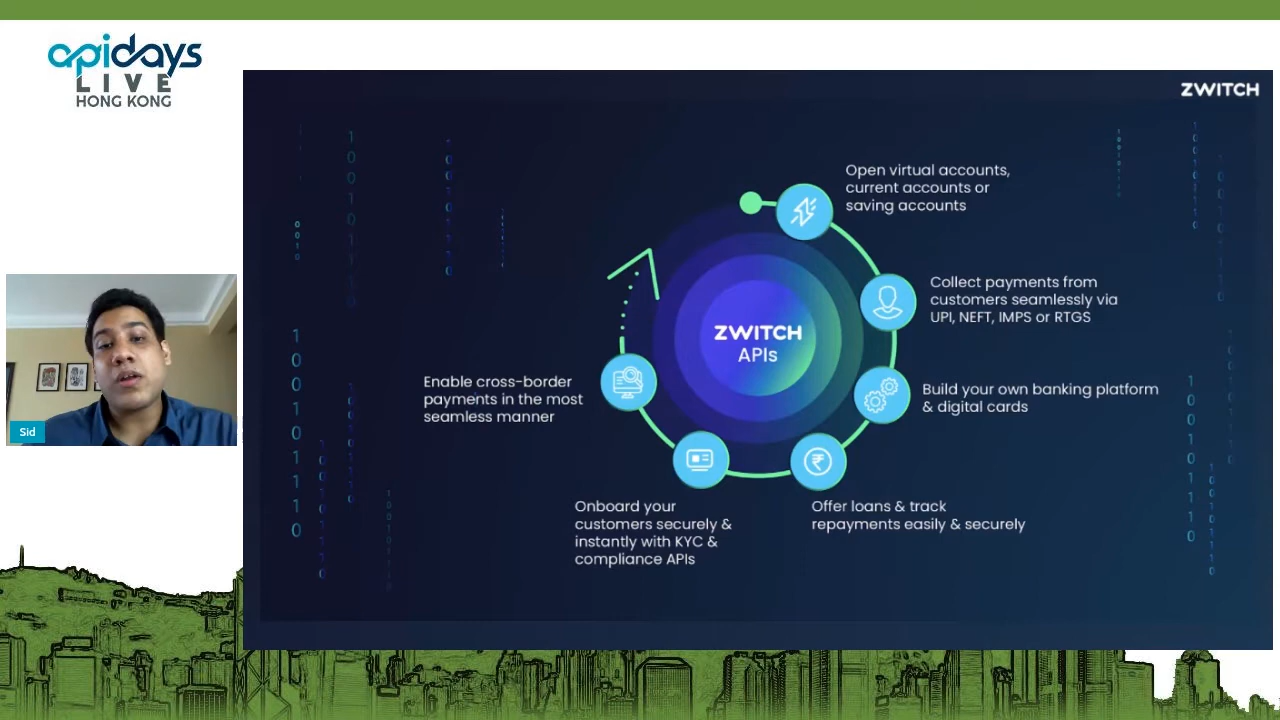 apidays
LIVE
HONG KONG
ZWITCH
Open virtual accounts,
current accounts or
saving accounts
Collect payments from
customers seamlessly via
UPI, NEFT, IMPS or RTGS
ZWITCH
APIs
Build your own banking platform
& digital cards
Enable cross-border
payments in the most
seamless manner
Offer loans & track
repayments easily & securely
Onboard your
customers securely &
instantly with KYC &
compliance APIs
Sid